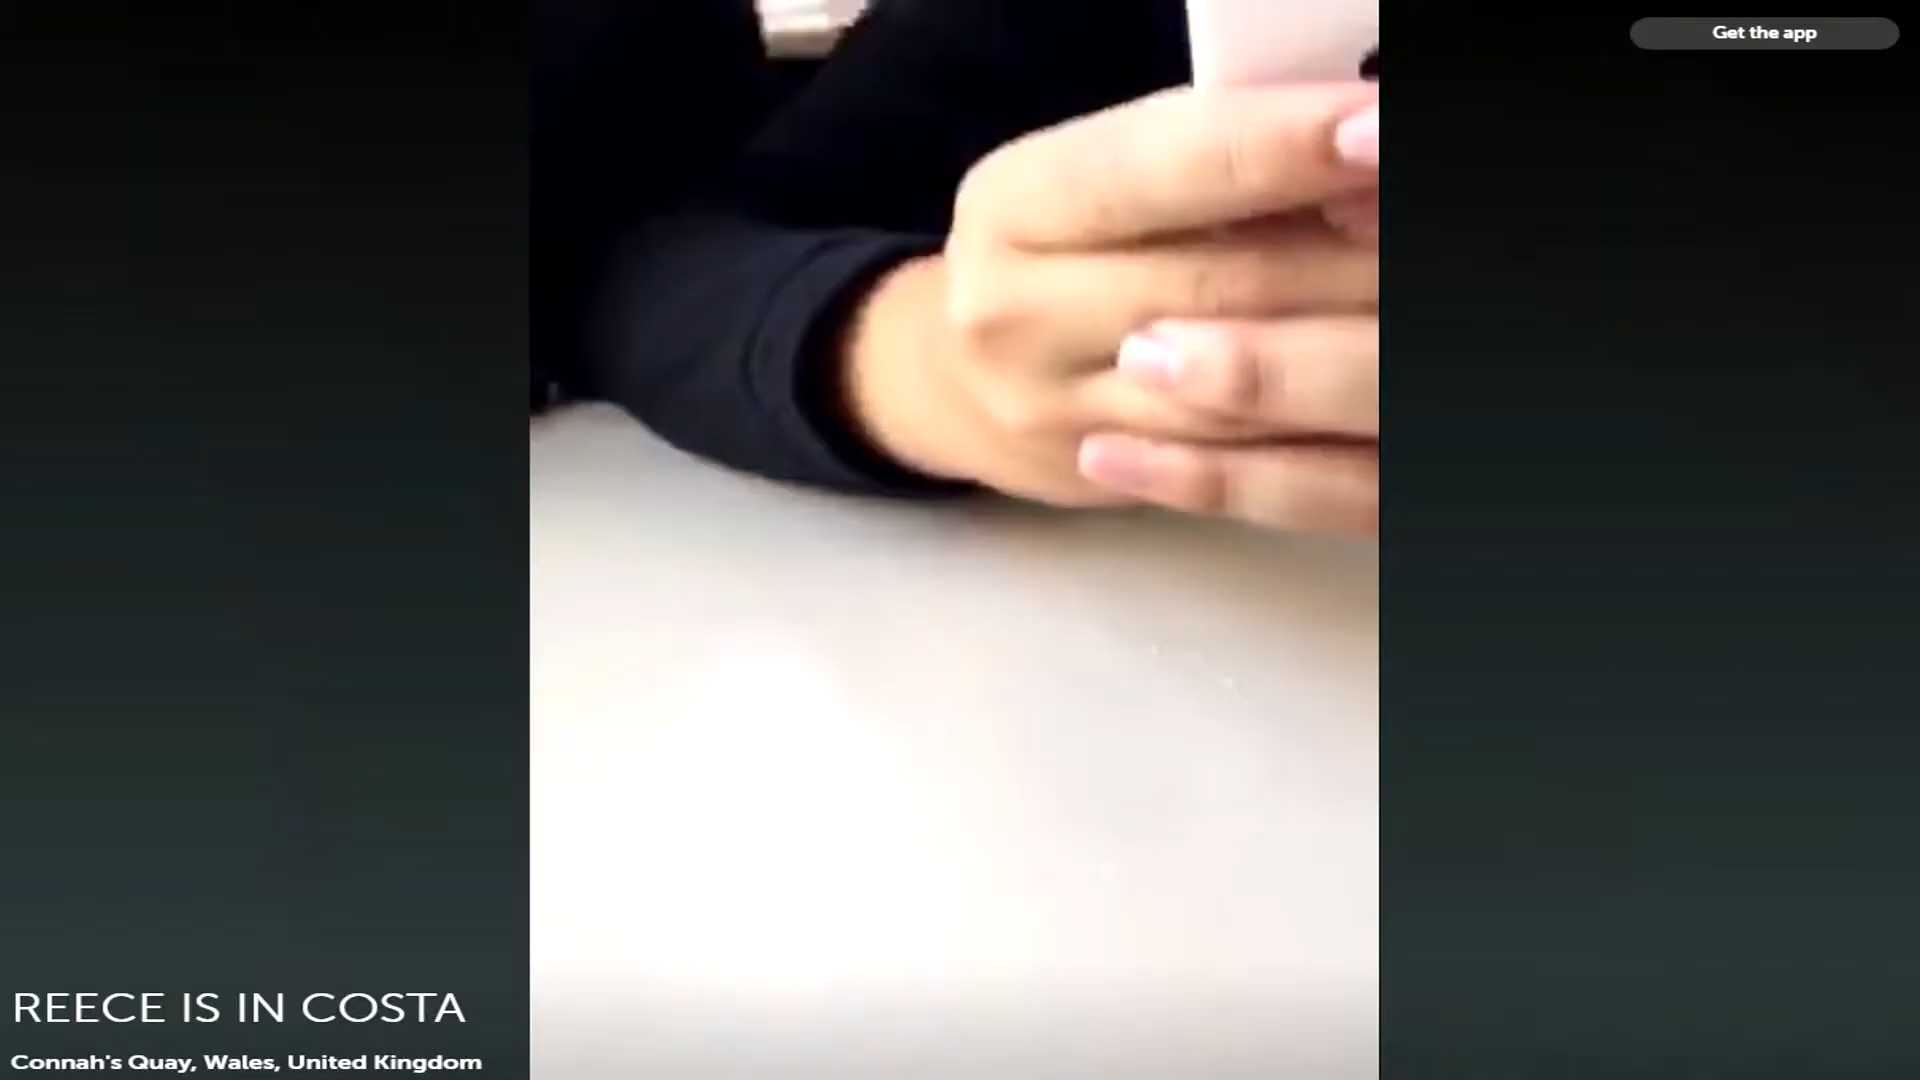 Get the app
REECE IS IN COSTA
Connah's Quay, Wales, United Kingdom